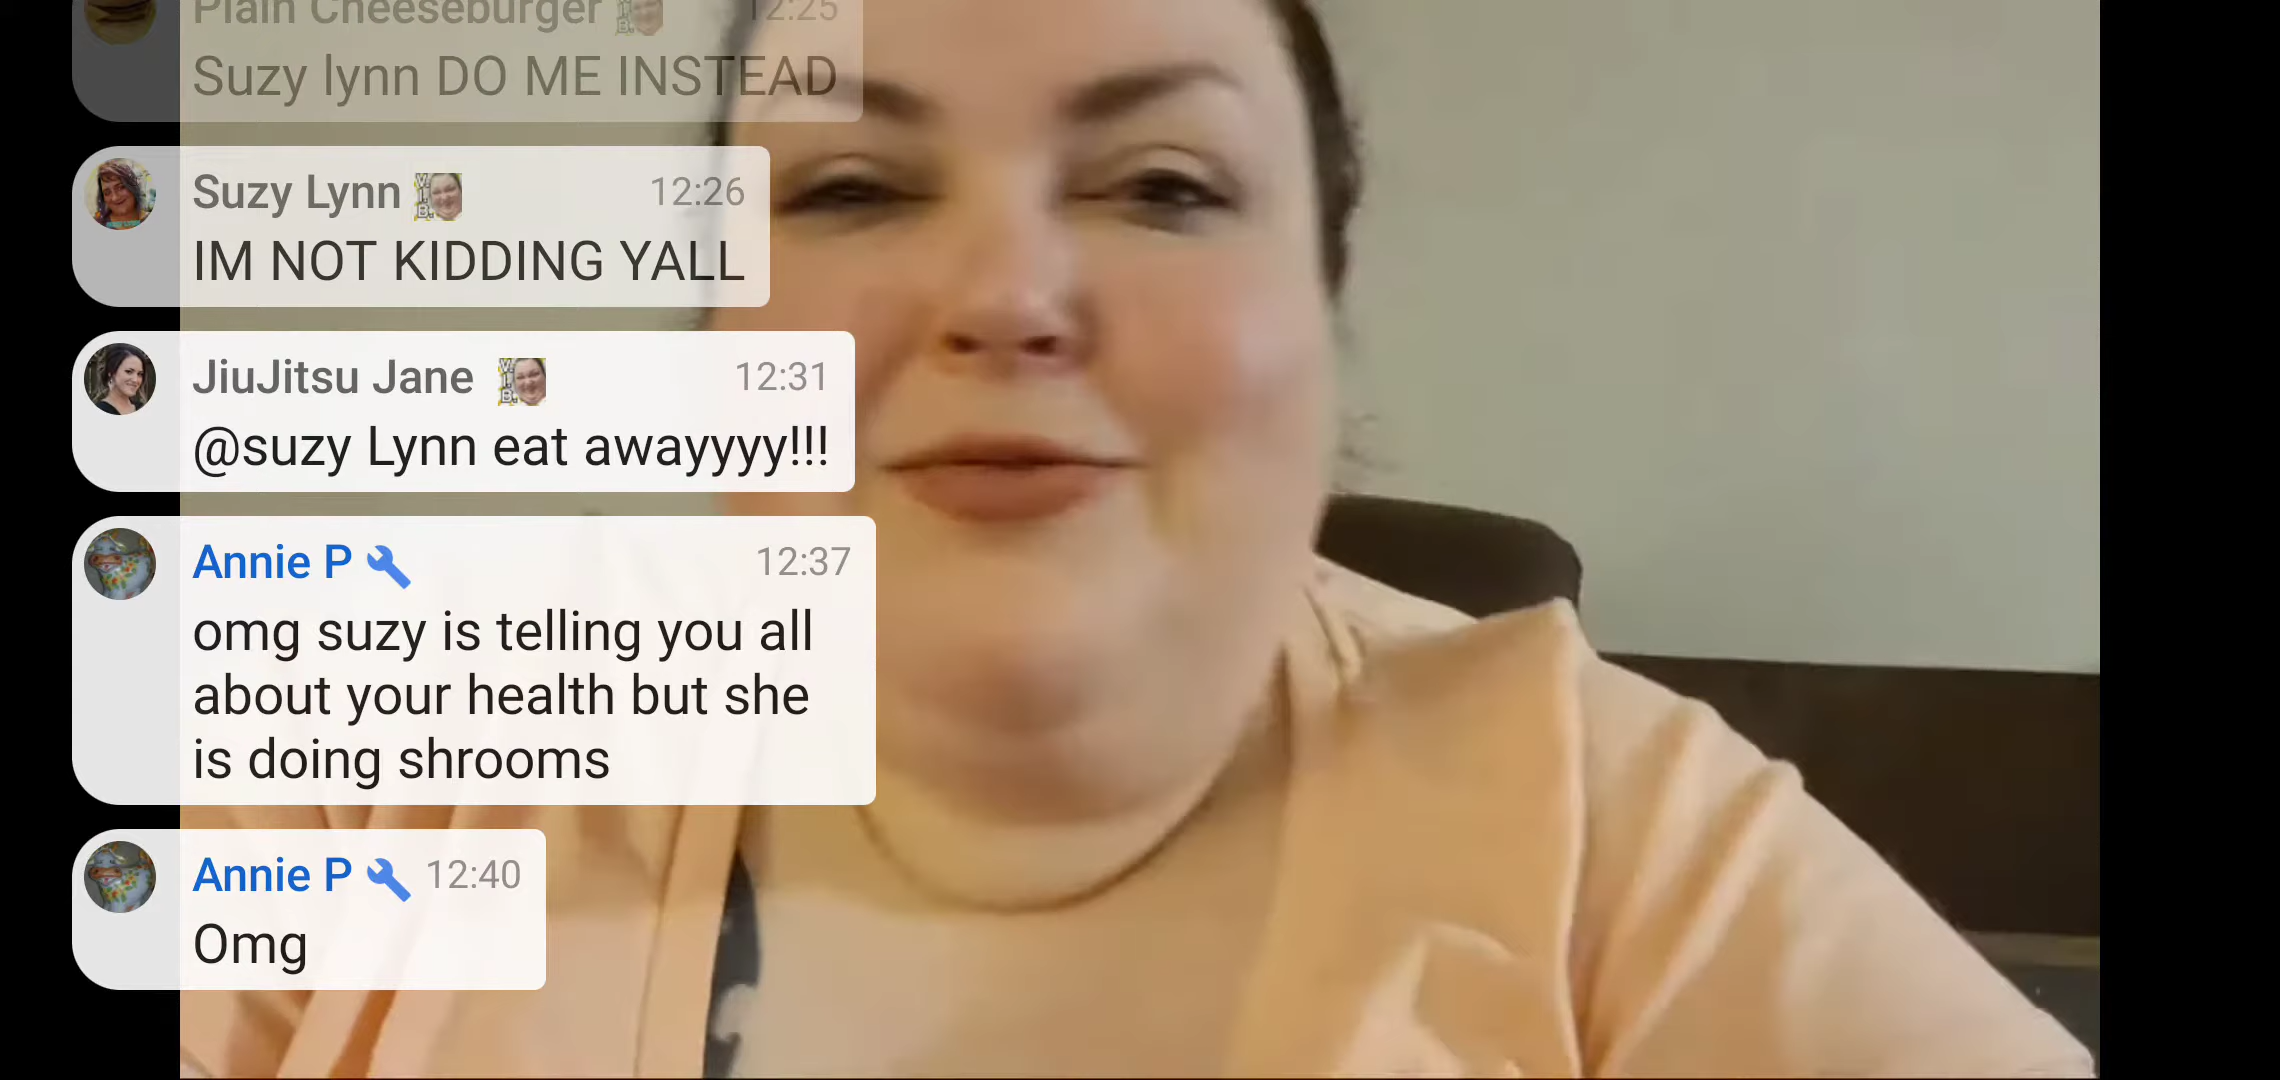 Plain Cheeseburger 12:25
Suzy lynn DO ME INSTEAD
Suzy Lynn 12:26
IM NOT KIDDING YALL
JiuJitsu Jane 12:31
@suzy Lynn eat awayyyy!!!
Annie P 12:37
omg suzy is telling you all
about your health but she
is doing shrooms
Annie P 12:40
Omg